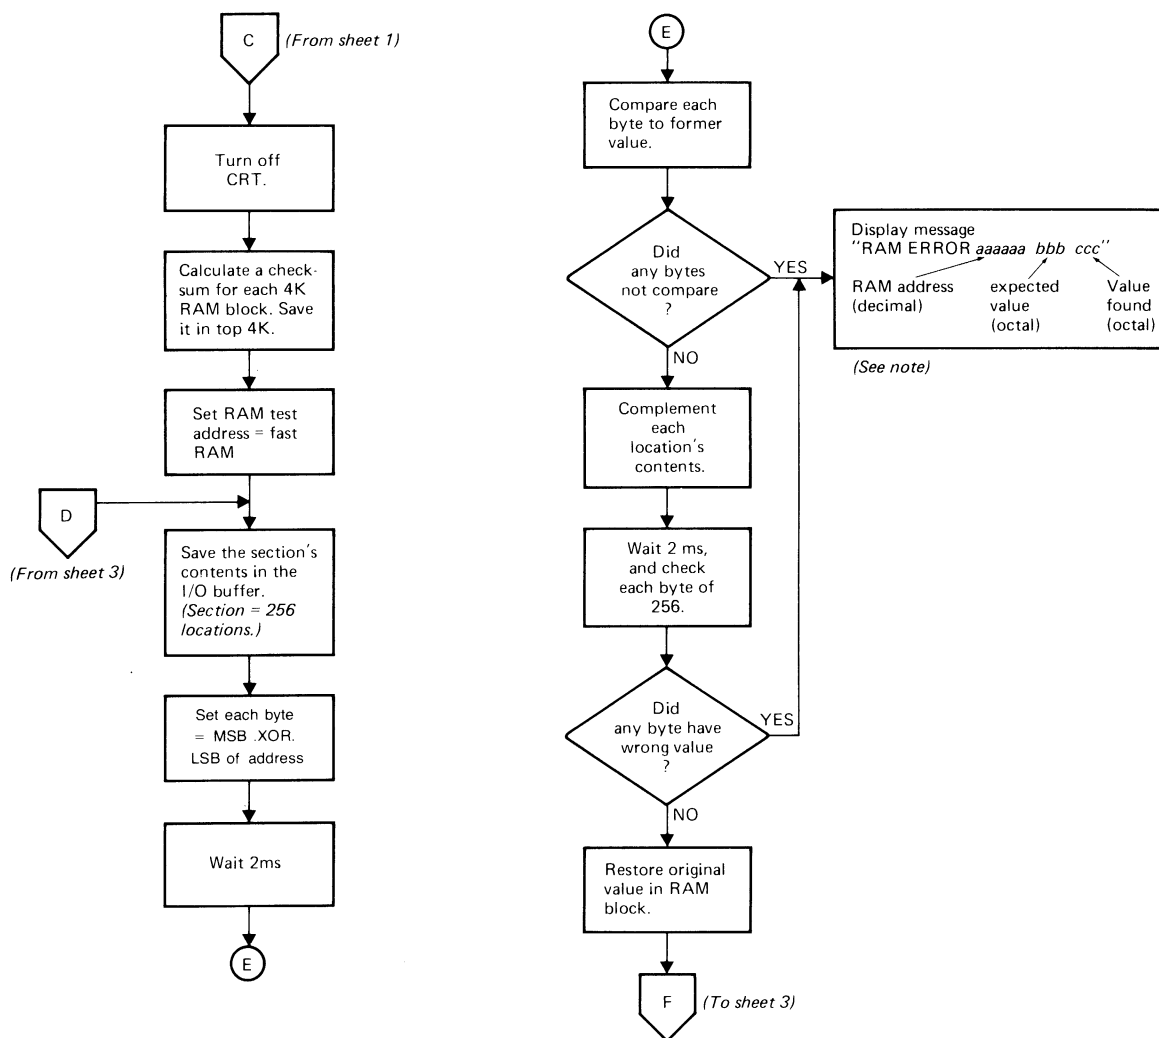 C
(From sheet 1)
Turn off
CRT.
Calculate a check-
sum for each 4K
RAM block. Save
it in top 4K.
Set RAM test
address = fast
RAM
D
(From sheet 3)
Save the section's
contents in the
I/O buffer.
(Section = 256
locations.)
Set each byte
= MSB .XOR.
LSB of address
Wait 2ms
E
E
Compare each
byte to former
value.
Did
any bytes
not compare
?
YES
NO
Display message
"RAM ERROR aaaaaa bbb ccc"
RAM address
(decimal)
expected
value
(octal)
Value
found
(octal)
(See note)
Complement
each
location's
contents.
Wait 2 ms,
and check
each byte of
256.
Did
any byte have
wrong value
?
YES
NO
Restore original
value in RAM
block.
F
(To sheet 3)